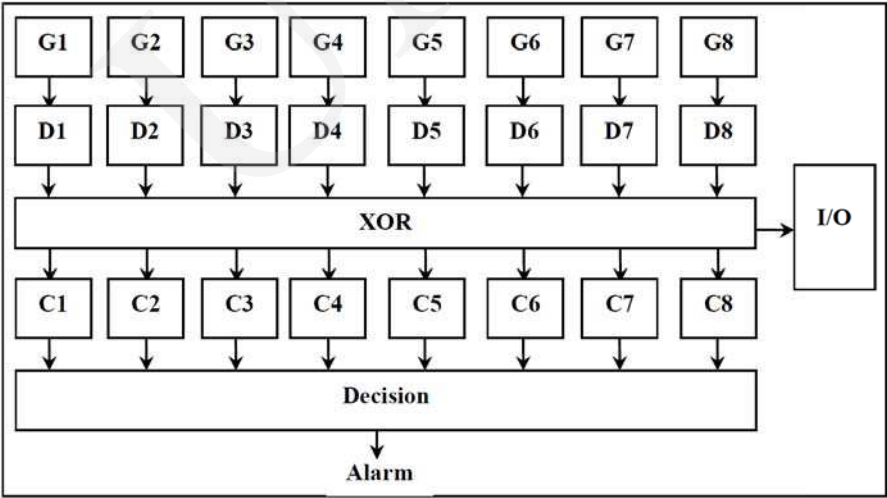 G1 G2 G3 G4 G5 G6 G7 G8
D1 D2 D3 D4 D5 D6 D7 D8
XOR
I/O
C1 C2 C3 C4 C5 C6 C7 C8
Decision
Alarm